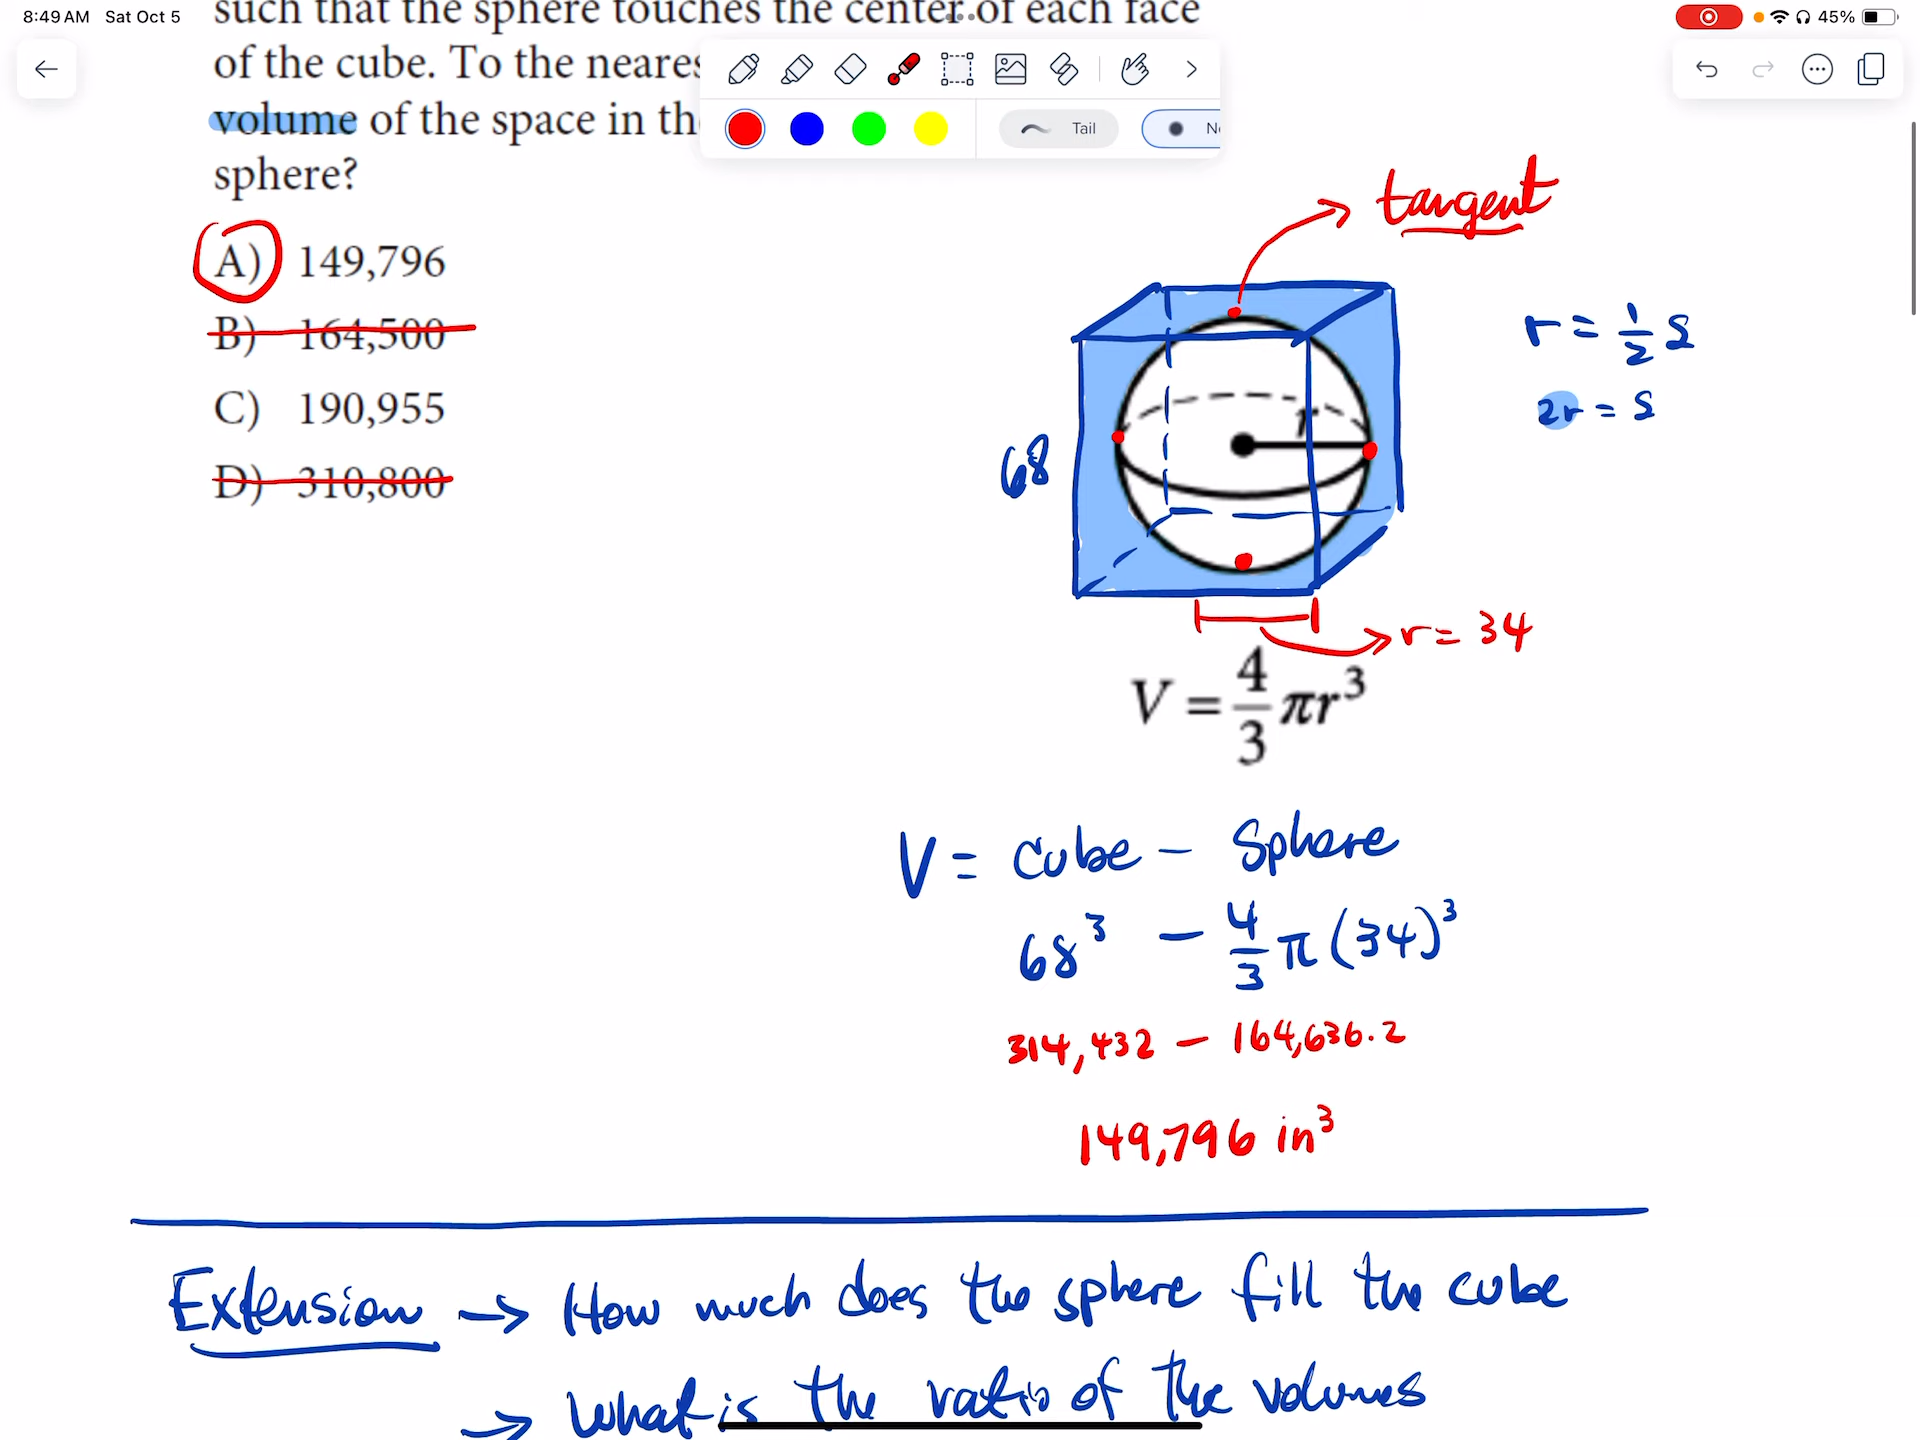 8:49 AM Sat Oct 5
45%
such that the sphere touches the center of each face
of the cube. To the neares
volume of the space in th
sphere?
Tail
A) 149,796
B) 164,500
C) 190,955
D) 310,800
tangent
r = 1/2 s
2r = s
r
68
r = 34
V = 4/3 πr³
V = Cube - Sphere
68³ - 4/3 π (34)³
314,432 - 164,636.2
149,796 in³
Extension → How much does the sphere fill the cube
→ What is the ratio of the volumes